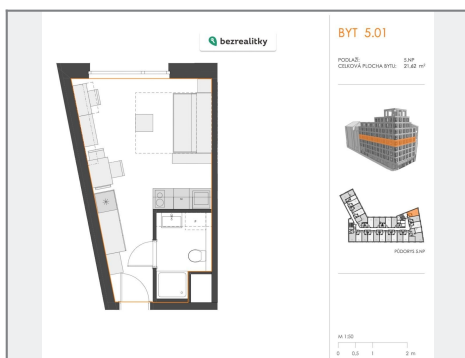 bezrealitky
BYT 5.01
PODLAŽÍ: 5.NP
CELKOVÁ PLOCHA BYTU: 21,62 m²
PŮDORYS 5.NP
M 1:50
0 0,5 1 2 m